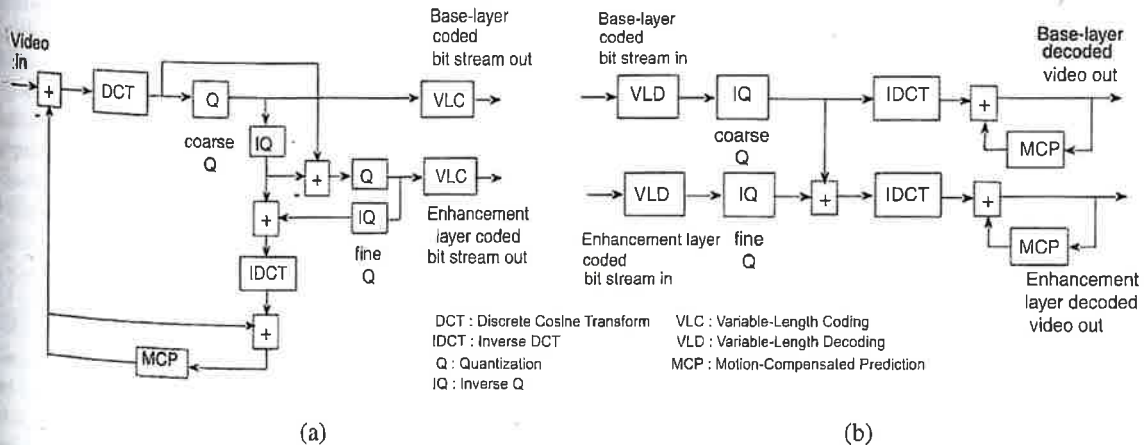 Video
In
+
-
DCT
Q
coarse
Q
IQ
Base-layer
coded
bit stream out
VLC
-
+
Q
VLC
IQ
fine
Q
Enhancement
layer coded
bit stream out
+
IDCT
+
MCP
(a)
Base-layer
coded
bit stream in
VLD
IQ
coarse
Q
IDCT
+
MCP
Base-layer
decoded
video out
VLD
IQ
fine
Q
+
IDCT
+
MCP
Enhancement layer
coded
bit stream in
Enhancement
layer decoded
video out
DCT : Discrete Cosine Transform
IDCT : Inverse DCT
Q : Quantization
IQ : Inverse Q
VLC : Variable-Length Coding
VLD : Variable-Length Decoding
MCP : Motion-Compensated Prediction
(b)